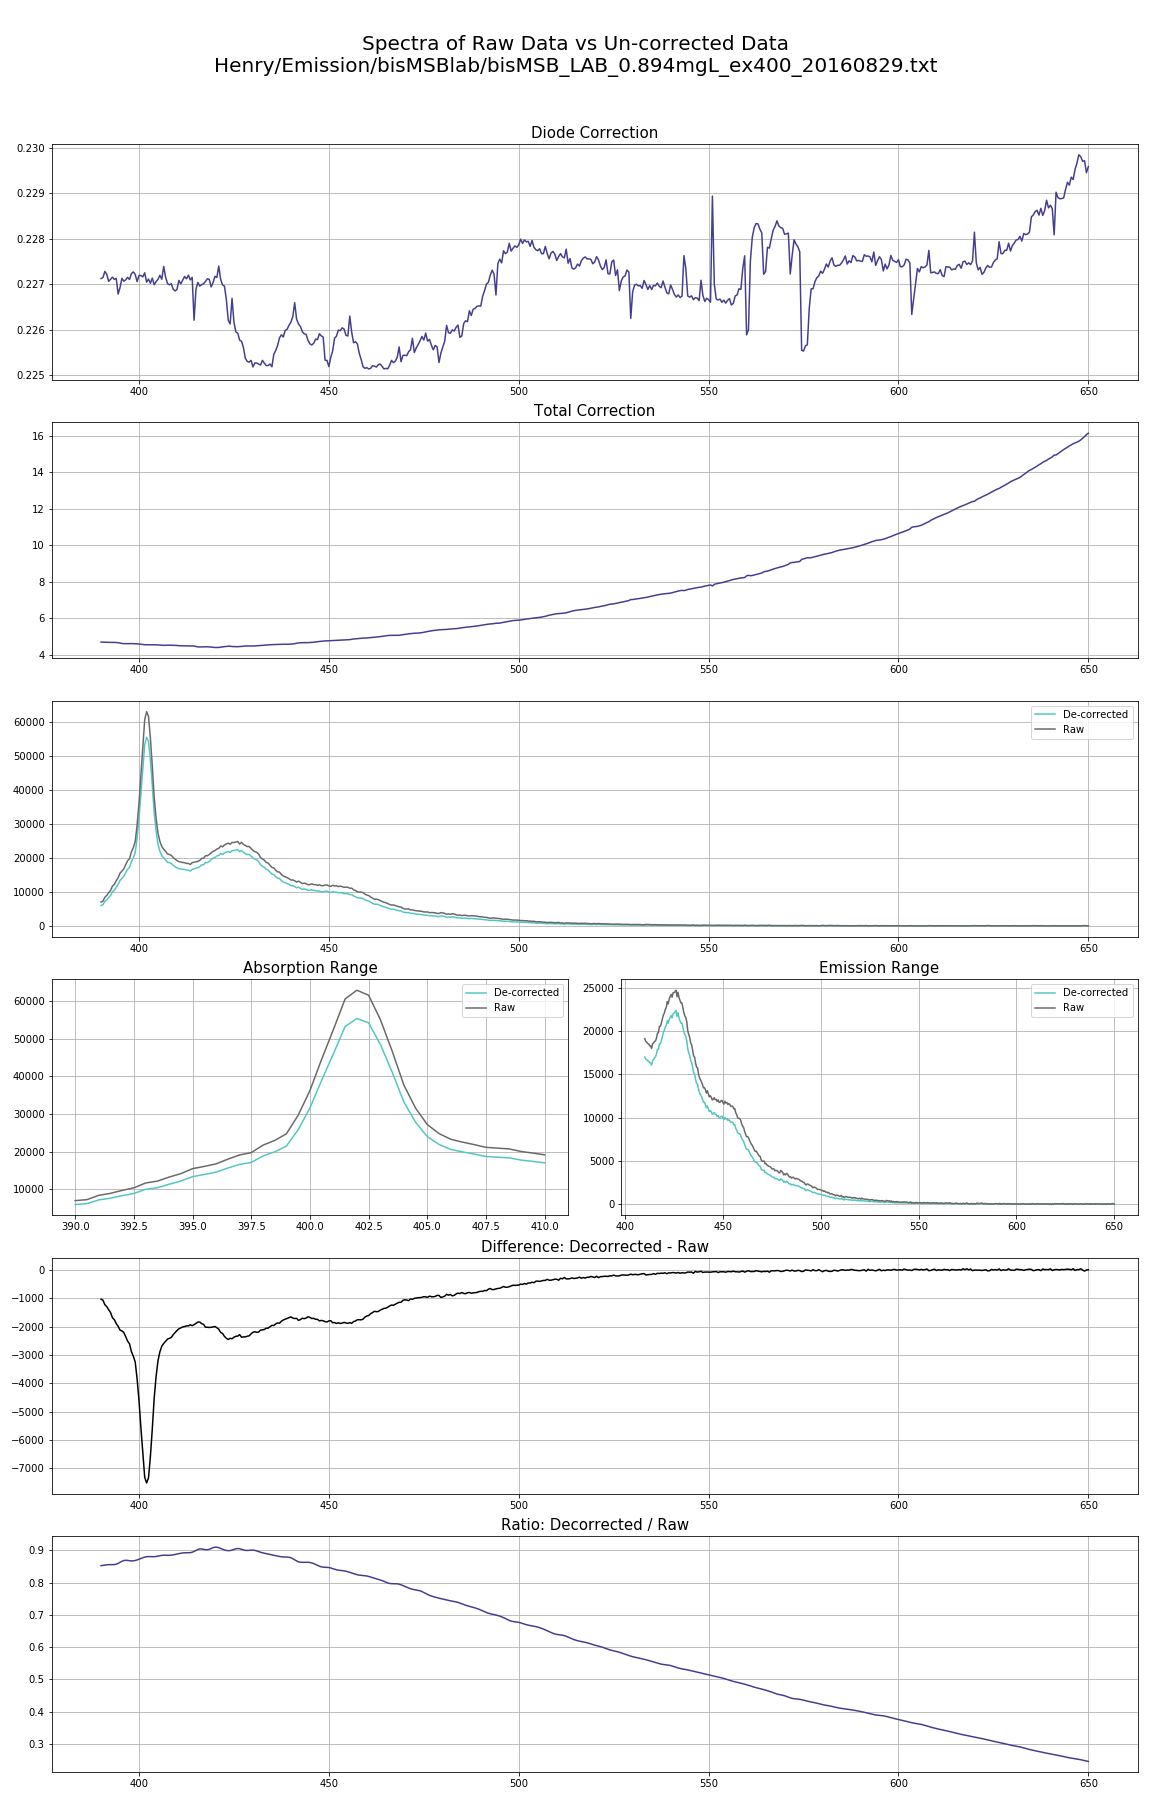 Spectra of Raw Data vs Un-corrected Data
Henry/Emission/bisMSBlab/bisMSB_LAB_0.894mgL_ex400_20160829.txt
Diode Correction
0.230
0.229
0.228
0.227
0.226
0.225
400 450 500 550 600 650
Total Correction
16
14
12
10
8
6
4
400 450 500 550 600 650
60000
50000
40000
30000
20000
10000
0
De-corrected
Raw
400 450 500 550 600 650
Absorption Range
60000
50000
40000
30000
20000
10000
De-corrected
Raw
390.0 392.5 395.0 397.5 400.0 402.5 405.0 407.5 410.0
Emission Range
25000
20000
15000
10000
5000
0
De-corrected
Raw
400 450 500 550 600 650
Difference: Decorrected - Raw
0
−1000
−2000
−3000
−4000
−5000
−6000
−7000
400 450 500 550 600 650
Ratio: Decorrected / Raw
0.9
0.8
0.7
0.6
0.5
0.4
0.3
400 450 500 550 600 650